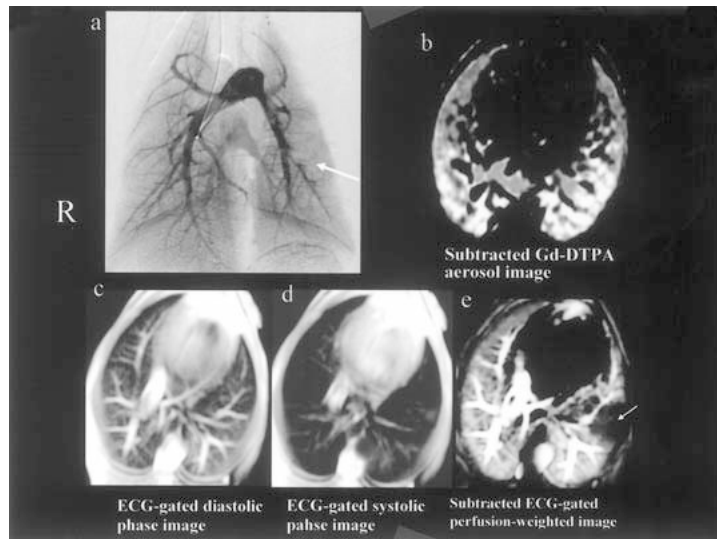 a
b
R
Subtracted Gd-DTPA
aerosol image
c
d
e
ECG-gated diastolic
phase image
ECG-gated systolic
pahse image
Subtracted ECG-gated
perfusion-weighted image